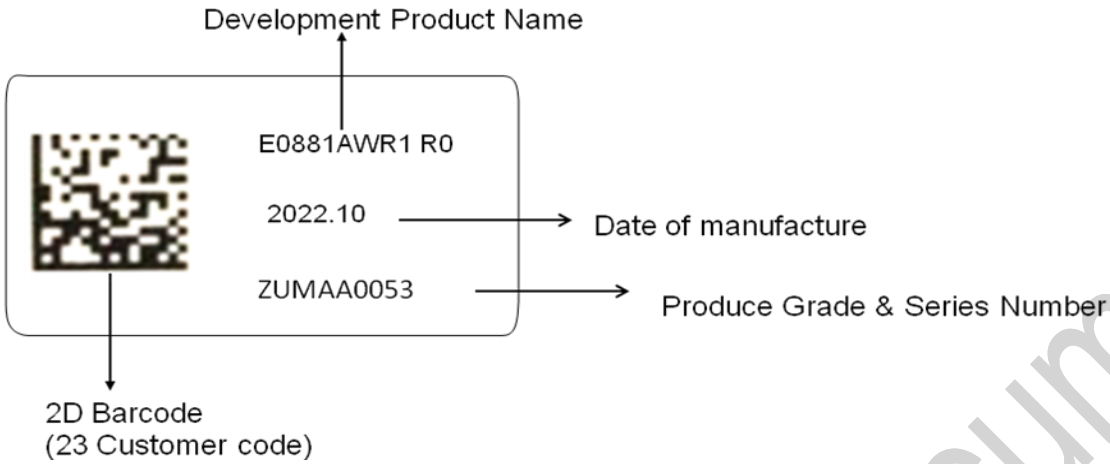 Development Product Name
E0881AWR1 R0
2022.10
Date of manufacture
ZUMAA0053
Produce Grade & Series Number
2D Barcode
(23 Customer code)